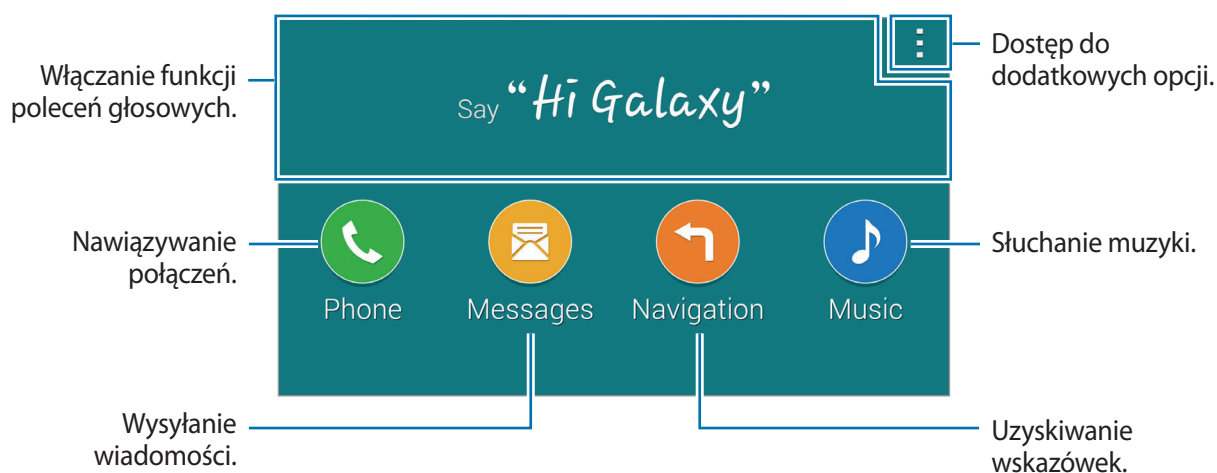 Włączanie funkcji
poleceń głosowych.
Say “Hi Galaxy”
Dostęp do
dodatkowych opcji.
Nawiązywanie
połączeń.
Phone
Messages
Navigation
Music
Słuchanie muzyki.
Wysyłanie
wiadomości.
Uzyskiwanie
wskazówek.